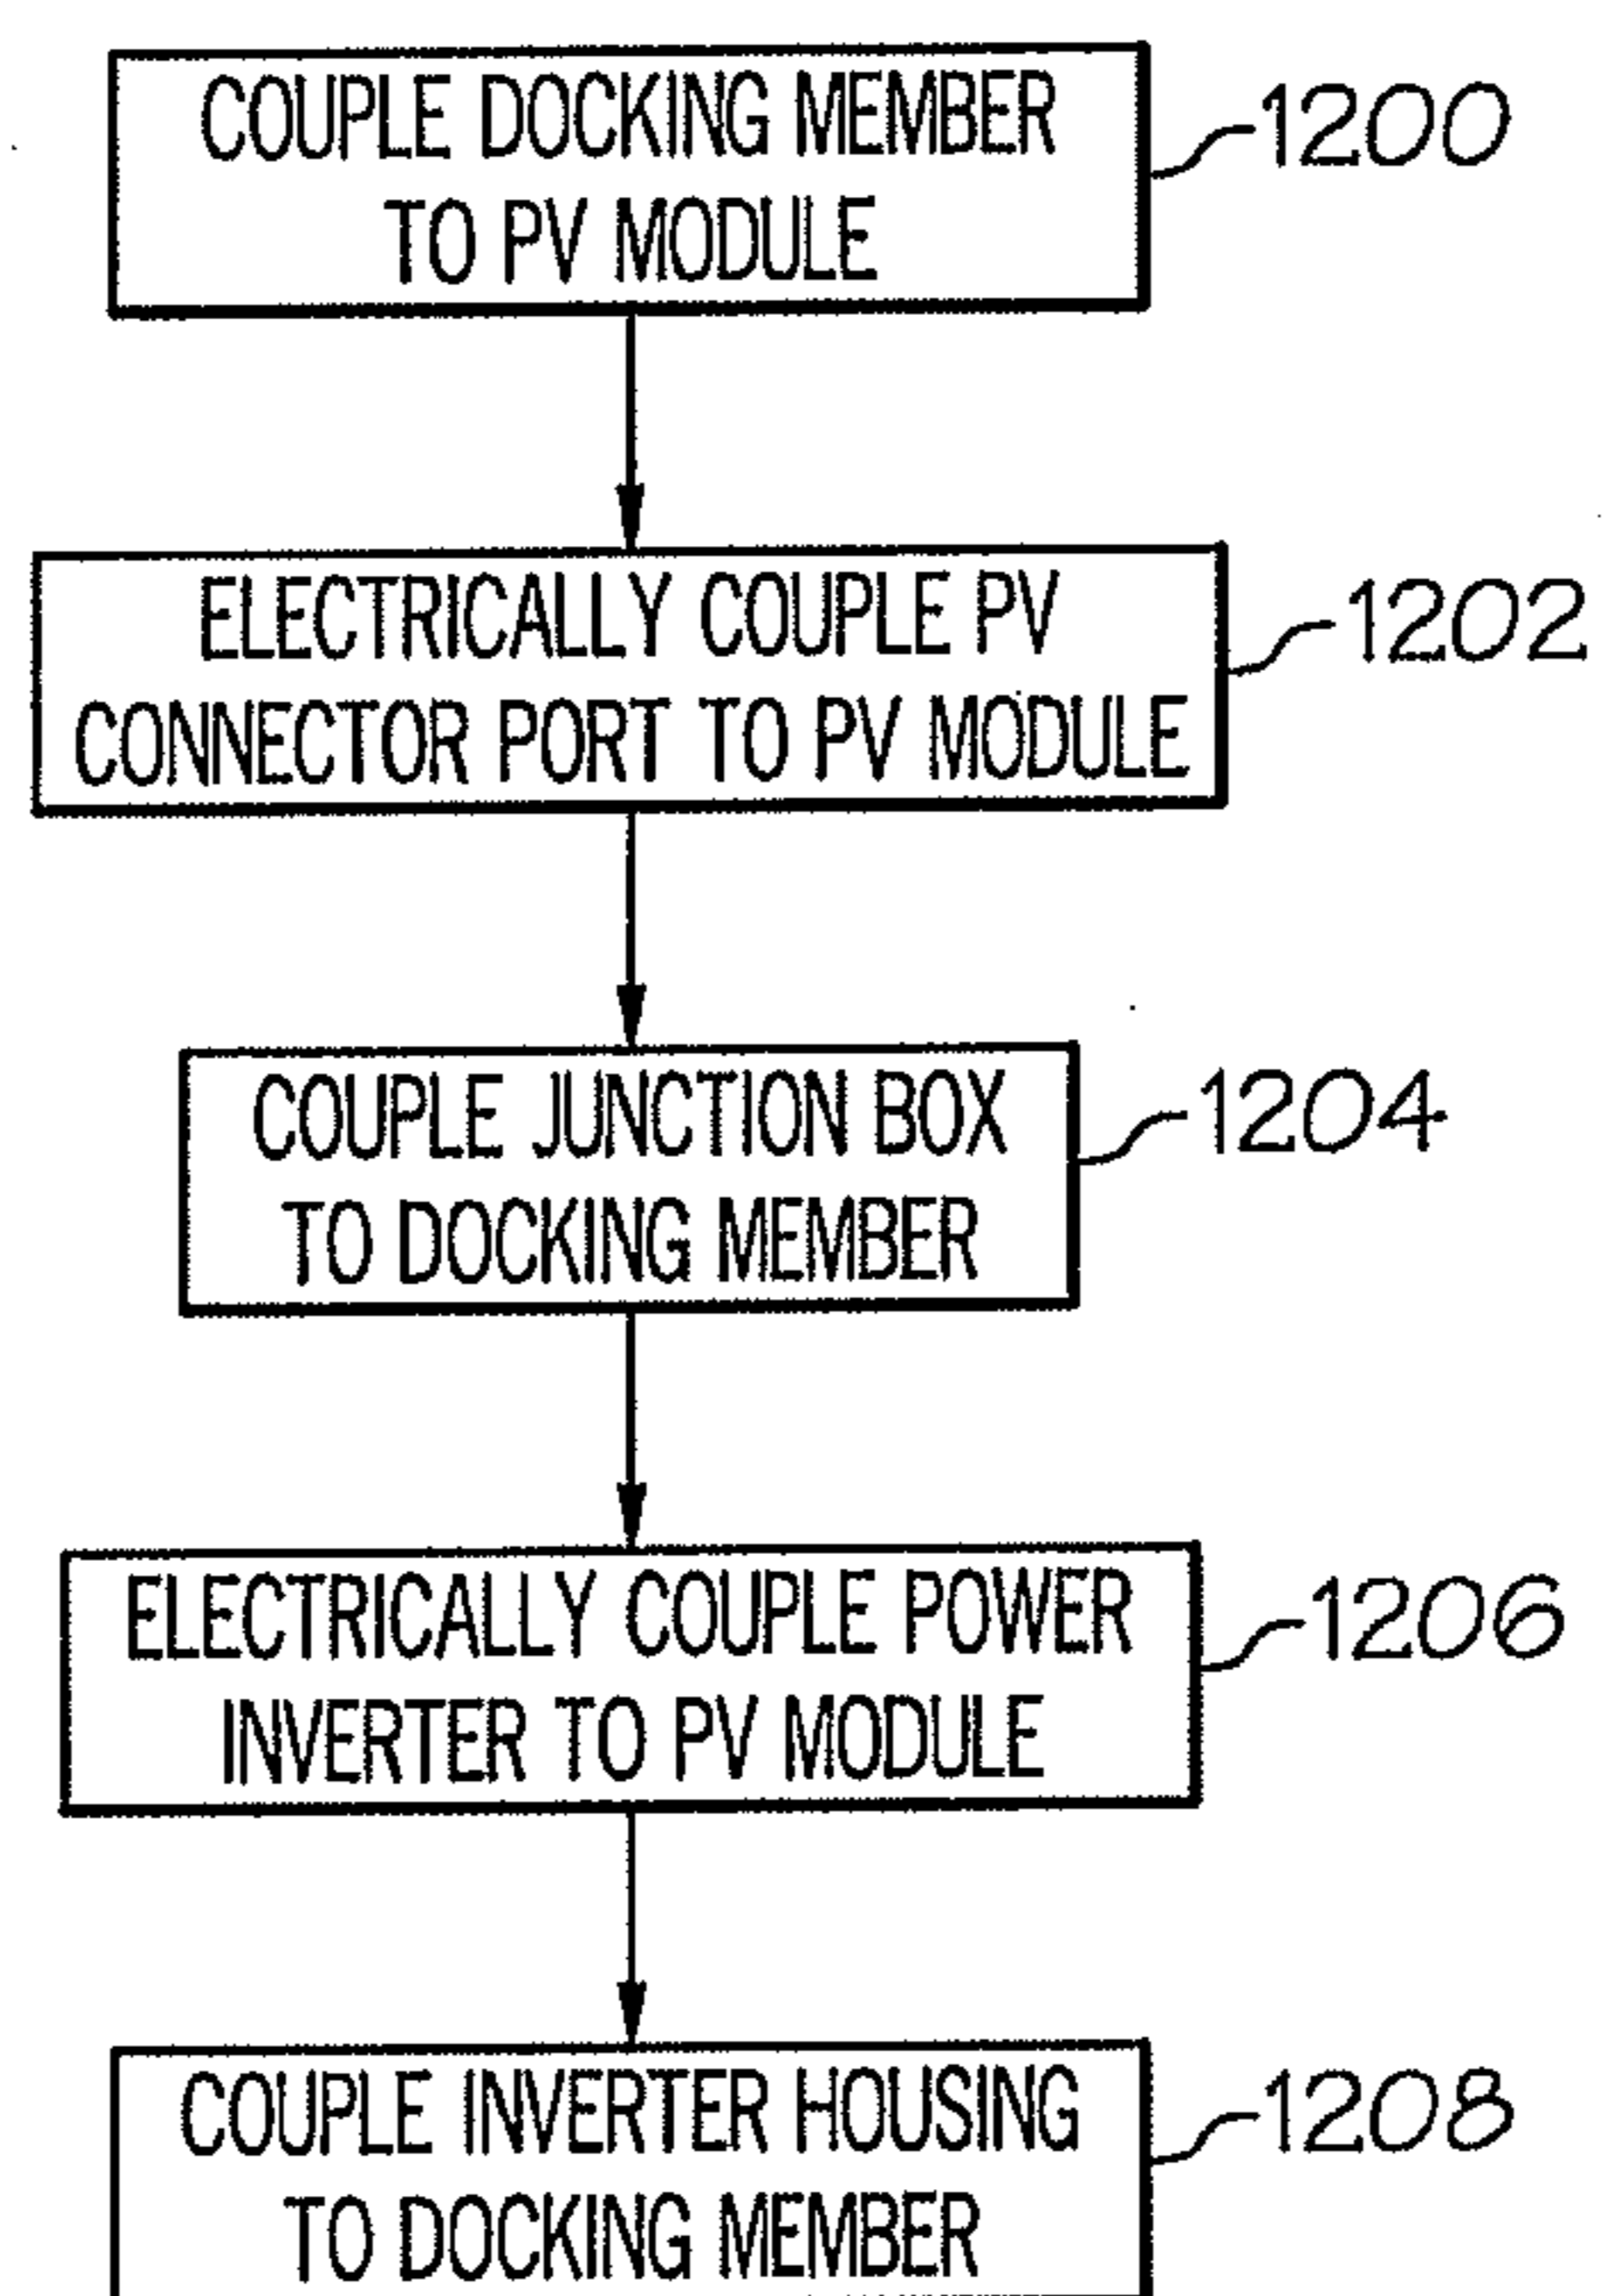 COUPLE DOCKING MEMBER
TO PV MODULE
1200
ELECTRICALLY COUPLE PV
CONNECTOR PORT TO PV MODULE
1202
COUPLE JUNCTION BOX
TO DOCKING MEMBER
1204
ELECTRICALLY COUPLE POWER
INVERTER TO PV MODULE
1206
COUPLE INVERTER HOUSING
TO DOCKING MEMBER
1208